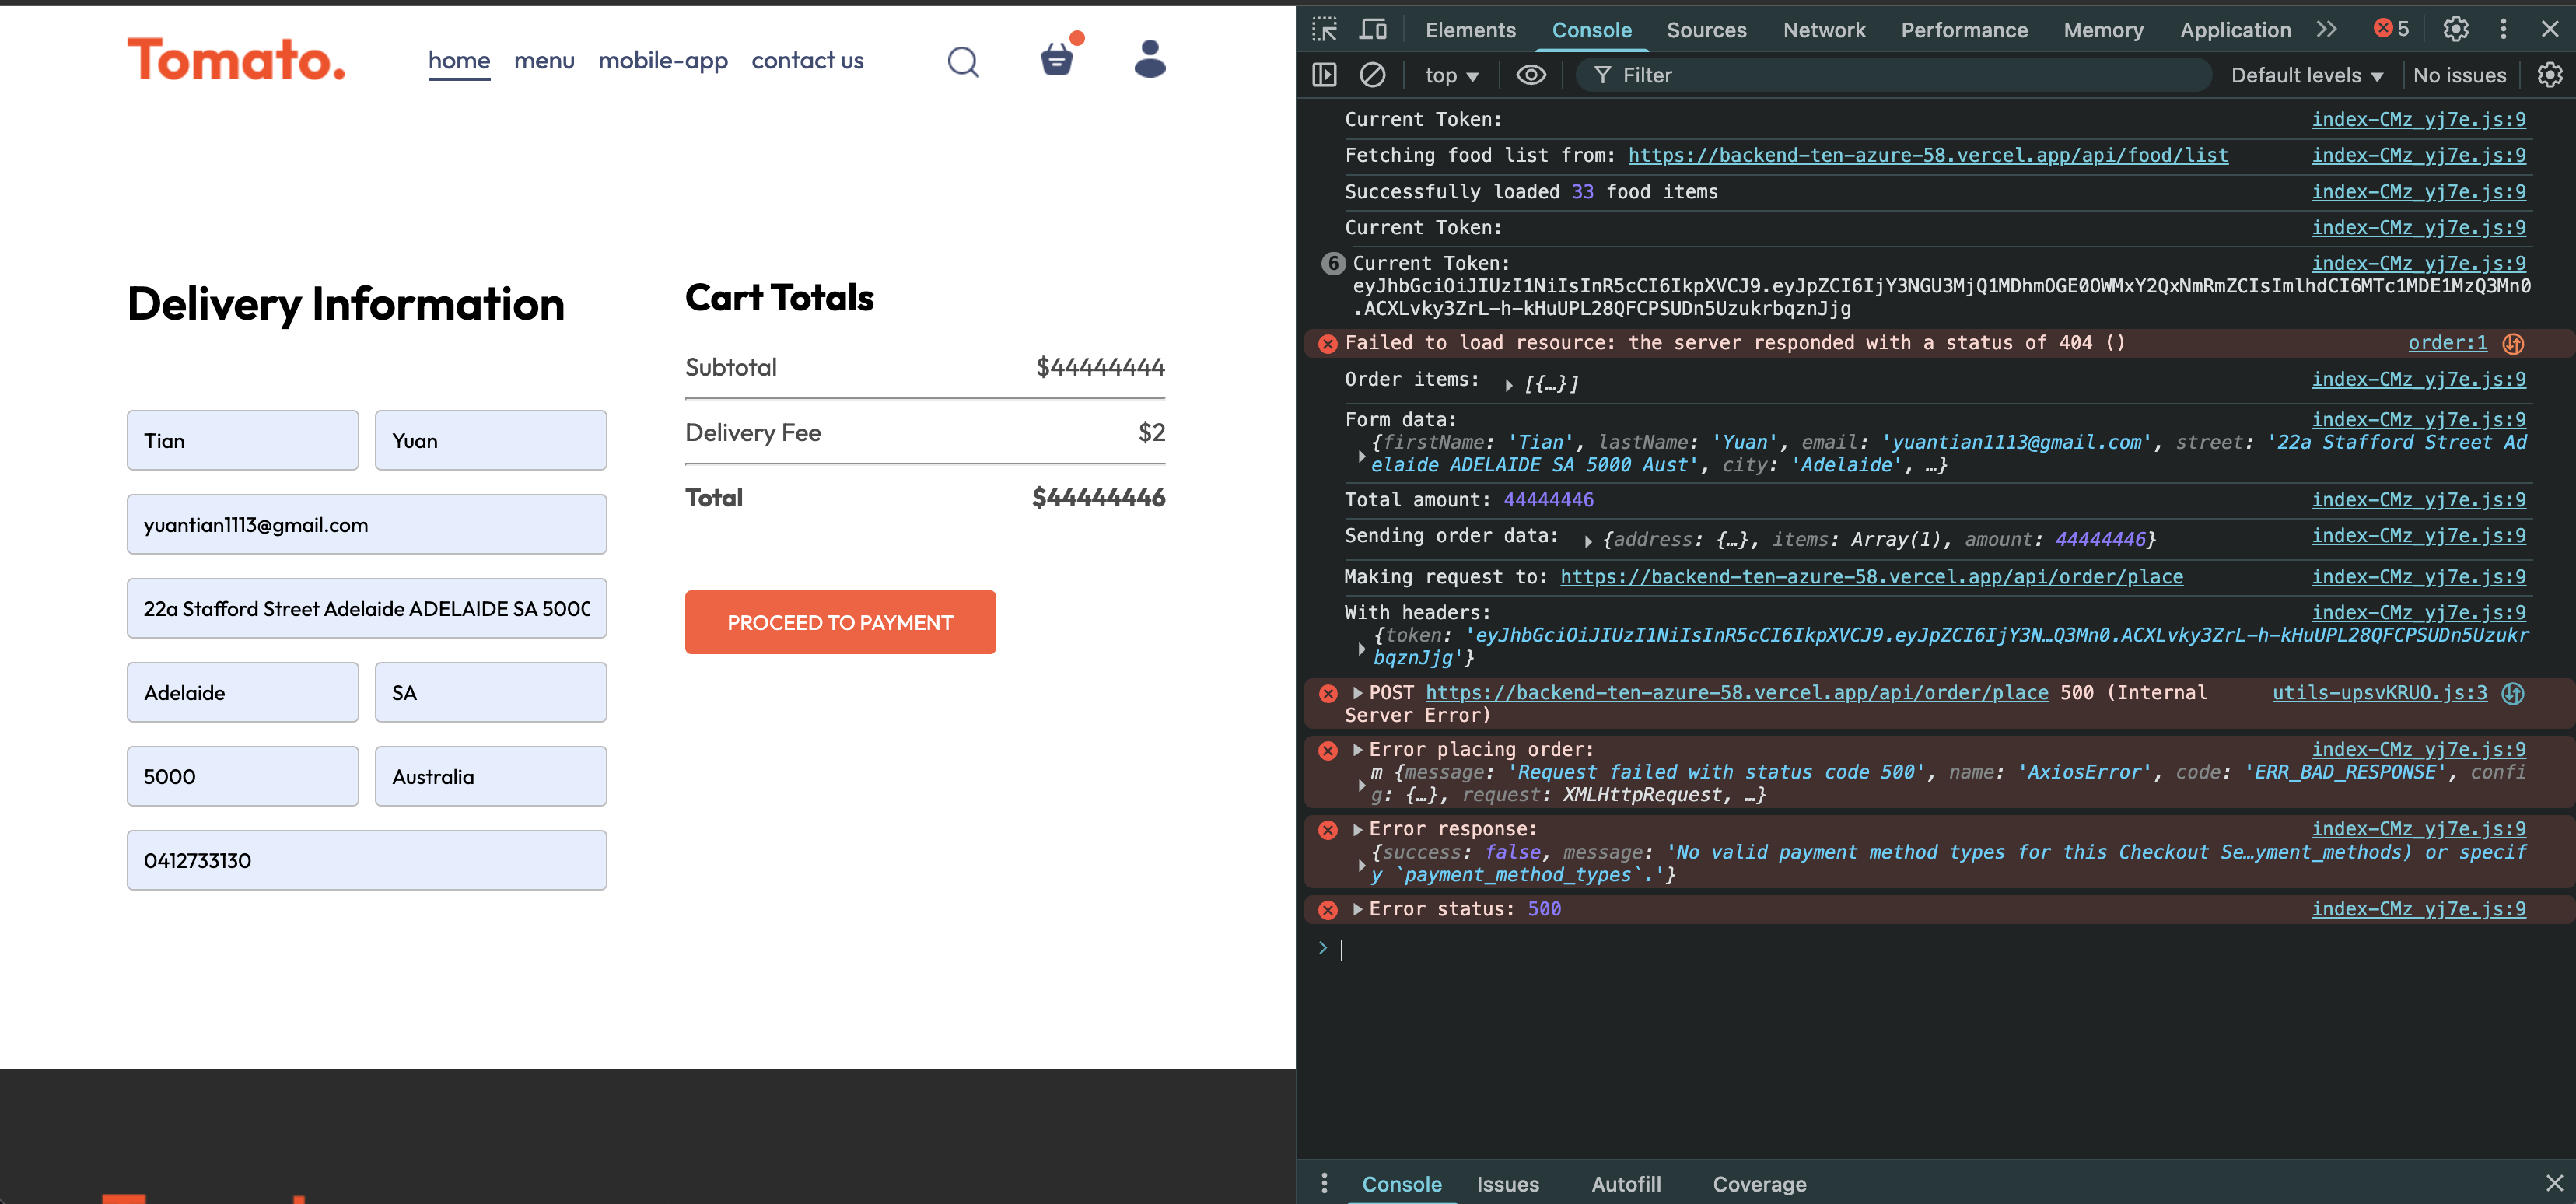 Tomato.
home menu mobile-app contact us
Delivery Information
Tian
Yuan
yuantian1113@gmail.com
22a Stafford Street Adelaide ADELAIDE SA 500
Adelaide
SA
5000
Australia
0412733130
Cart Totals
Subtotal $44444444
Delivery Fee $2
Total $44444446
PROCEED TO PAYMENT
Elements Console Sources Network Performance Memory Application 5
top Filter Default levels No issues
Current Token: index-CMz_yj7e.js:9
Fetching food list from: https://backend-ten-azure-58.vercel.app/api/food/list index-CMz_yj7e.js:9
Successfully loaded 33 food items index-CMz_yj7e.js:9
Current Token: index-CMz_yj7e.js:9
6 Current Token: index-CMz_yj7e.js:9
eyJhbGciOiJIUzI1NiIsInR5cCI6IkpXVCJ9.eyJpZCI6IjY3NGU3MjQ1MDhmOGE0OWMxY2QxNmRmZCIsImlhdCI6MTc1MDE1MzQ3Mn0
.ACXLvky3ZrL-h-kHuUPL28QFCPSUDn5UzukrbqznJjg
Failed to load resource: the server responded with a status of 404 () order:1
Order items: [{…}] index-CMz_yj7e.js:9
Form data: index-CMz_yj7e.js:9
{firstName: 'Tian', lastName: 'Yuan', email: 'yuantian1113@gmail.com', street: '22a Stafford Street Ad
elaide ADELAIDE SA 5000 Aust', city: 'Adelaide', …}
Total amount: 44444446 index-CMz_yj7e.js:9
Sending order data: {address: {…}, items: Array(1), amount: 44444446} index-CMz_yj7e.js:9
Making request to: https://backend-ten-azure-58.vercel.app/api/order/place index-CMz_yj7e.js:9
With headers: index-CMz_yj7e.js:9
{token: 'eyJhbGciOiJIUzI1NiIsInR5cCI6IkpXVCJ9.eyJpZCI6IjY3N…Q3Mn0.ACXLvky3ZrL-h-kHuUPL28QFCPSUDn5Uzukr
bqznJjg'}
POST https://backend-ten-azure-58.vercel.app/api/order/place 500 (Internal utils-upsvKRUO.js:3
Server Error)
Error placing order: index-CMz_yj7e.js:9
m {message: 'Request failed with status code 500', name: 'AxiosError', code: 'ERR_BAD_RESPONSE', confi
g: {…}, request: XMLHttpRequest, …}
Error response: index-CMz_yj7e.js:9
{success: false, message: 'No valid payment method types for this Checkout Se…yment_methods) or specif
y `payment_method_types`.'}
Error status: 500 index-CMz_yj7e.js:9
Console Issues Autofill Coverage